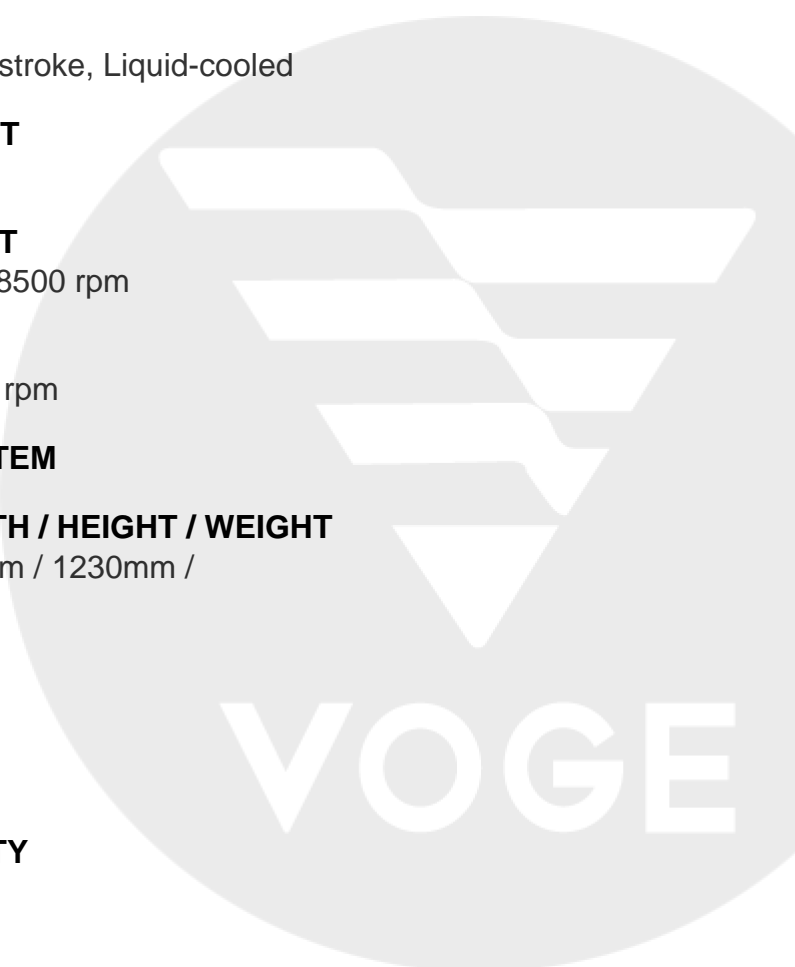 stroke, Liquid-cooled
T
T
8500 rpm
rpm
TEM
TH / HEIGHT / WEIGHT
m / 1230mm /
VOGE
TY